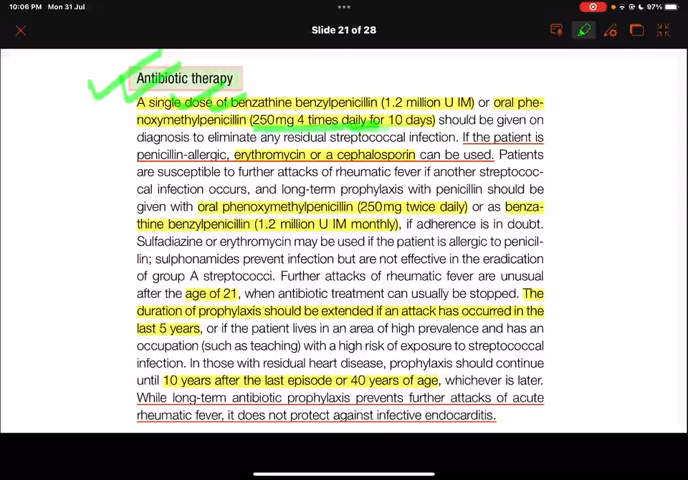 10:06 PM Mon 31 Jul
97%
Slide 21 of 28
Antibiotic therapy
A single dose of benzathine benzylpenicillin (1.2 million U IM) or oral phe-
noxymethylpenicillin (250 mg 4 times daily for 10 days) should be given on
diagnosis to eliminate any residual streptococcal infection. If the patient is
penicillin-allergic, erythromycin or a cephalosporin can be used. Patients
are susceptible to further attacks of rheumatic fever if another streptococ-
cal infection occurs, and long-term prophylaxis with penicillin should be
given with oral phenoxymethylpenicillin (250 mg twice daily) or as benza-
thine benzylpenicillin (1.2 million U IM monthly), if adherence is in doubt.
Sulfadiazine or erythromycin may be used if the patient is allergic to penicil-
lin; sulphonamides prevent infection but are not effective in the eradication
of group A streptococci. Further attacks of rheumatic fever are unusual
after the age of 21, when antibiotic treatment can usually be stopped. The
duration of prophylaxis should be extended if an attack has occurred in the
last 5 years, or if the patient lives in an area of high prevalence and has an
occupation (such as teaching) with a high risk of exposure to streptococcal
infection. In those with residual heart disease, prophylaxis should continue
until 10 years after the last episode or 40 years of age, whichever is later.
While long-term antibiotic prophylaxis prevents further attacks of acute
rheumatic fever, it does not protect against infective endocarditis.